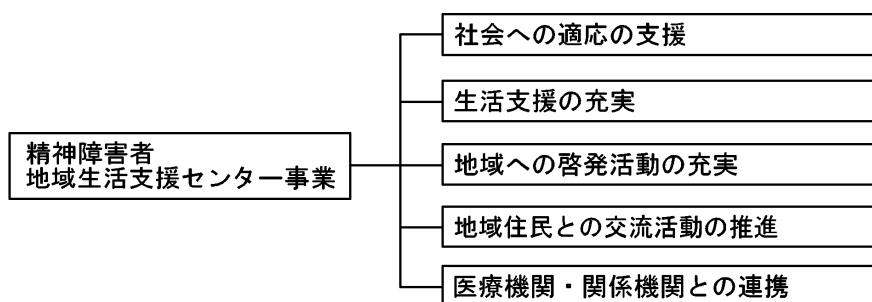 精神障害者
地域生活支援センター事業
社会への適応の支援
生活支援の充実
地域への啓発活動の充実
地域住民との交流活動の推進
医療機関・関係機関との連携